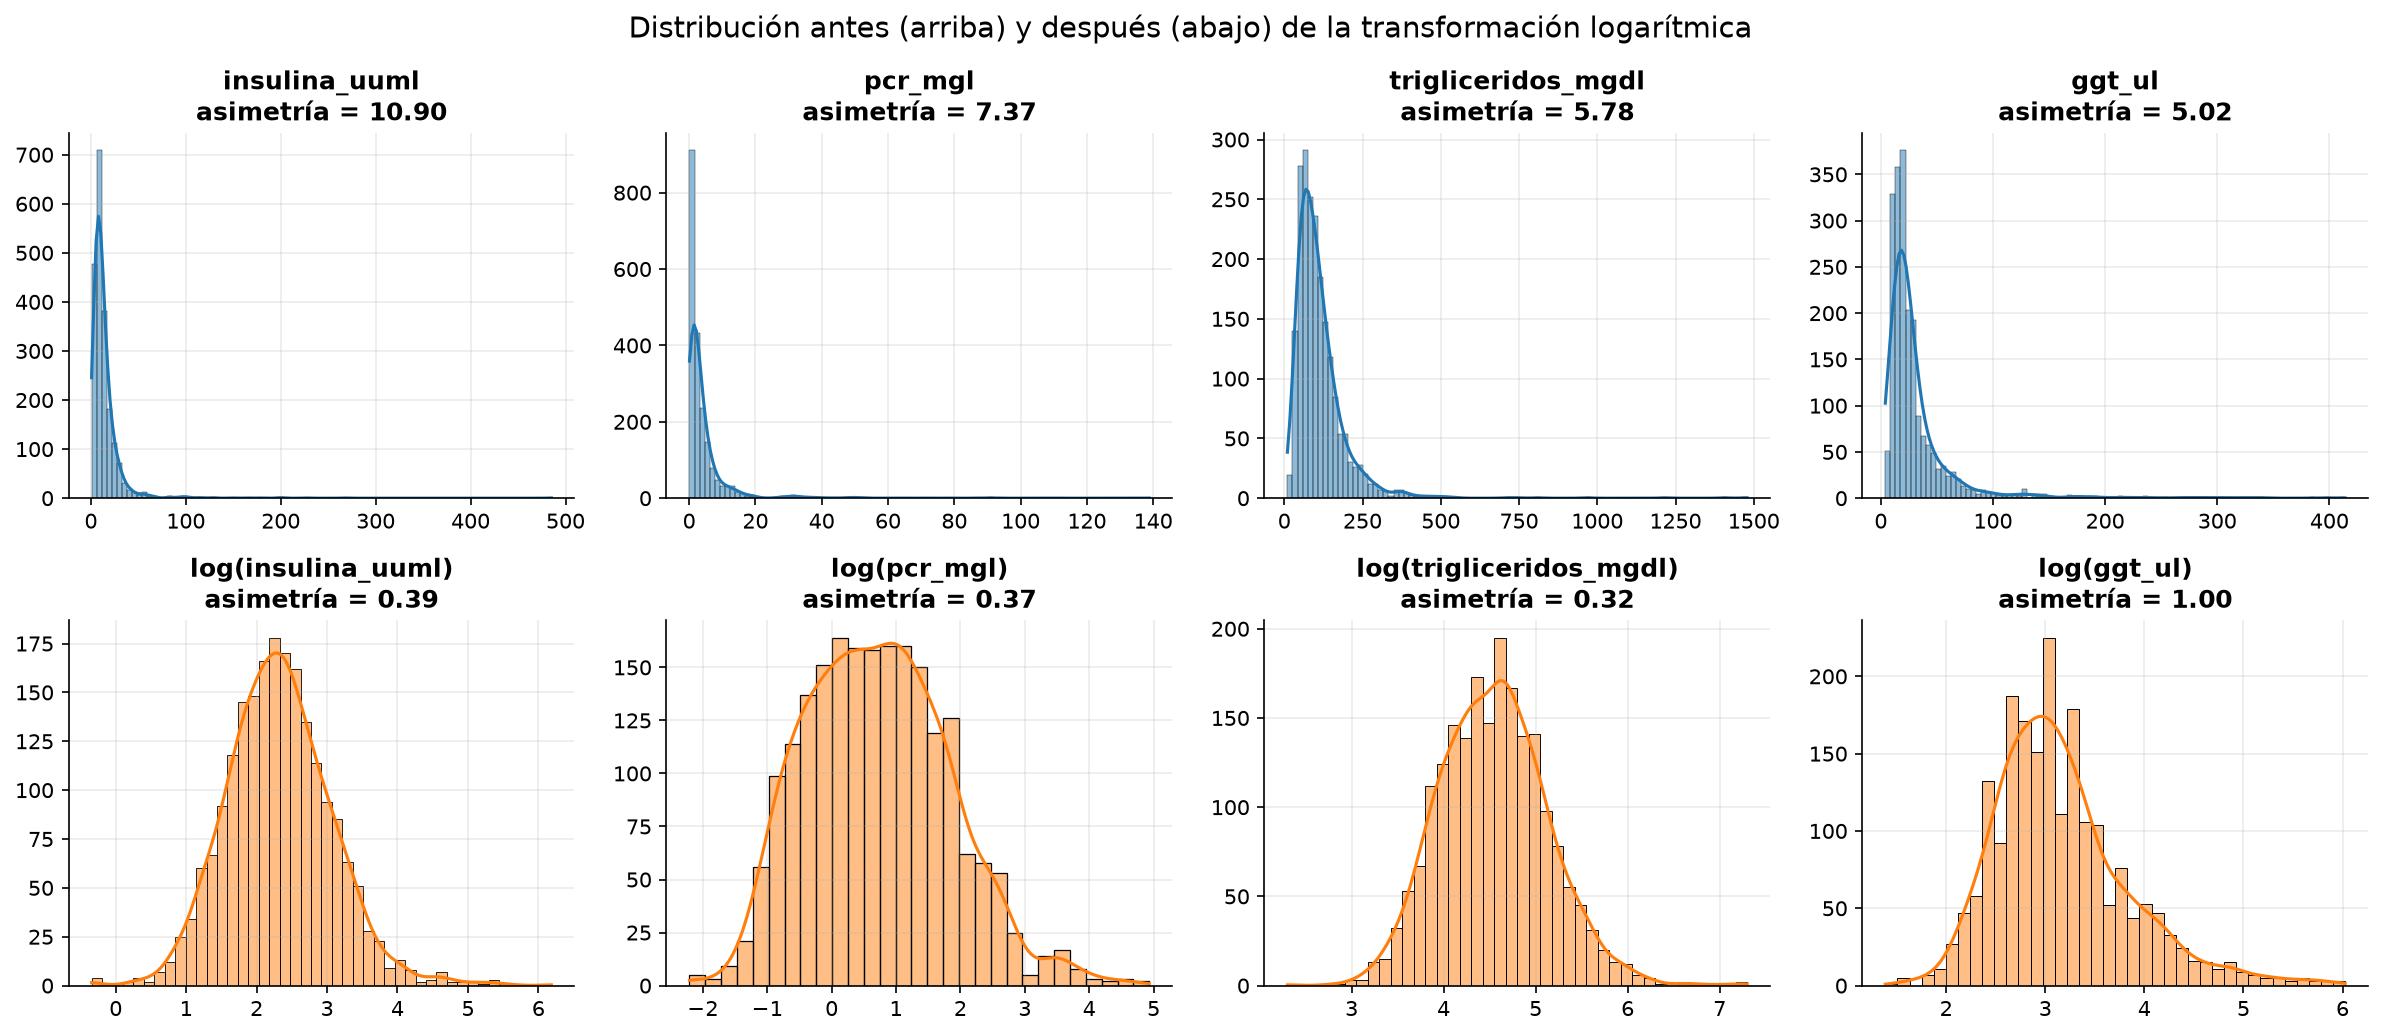 Distribución antes (arriba) y después (abajo) de la transformación logarítmica
insulina_uuml
asimetría = 10.90
700
600
500
400
300
200
100
0
0 100 200 300 400 500
pcr_mgl
asimetría = 7.37
800
600
400
200
0
0 20 40 60 80 100 120 140
trigliceridos_mgdl
asimetría = 5.78
300
250
200
150
100
50
0
0 250 500 750 1000 1250 1500
ggt_ul
asimetría = 5.02
350
300
250
200
150
100
50
0
0 100 200 300 400
log(insulina_uuml)
asimetría = 0.39
175
150
125
100
75
50
25
0
0 1 2 3 4 5 6
log(pcr_mgl)
asimetría = 0.37
150
125
100
75
50
25
0
−2 −1 0 1 2 3 4 5
log(trigliceridos_mgdl)
asimetría = 0.32
200
150
100
50
0
3 4 5 6 7
log(ggt_ul)
asimetría = 1.00
200
150
100
50
0
2 3 4 5 6